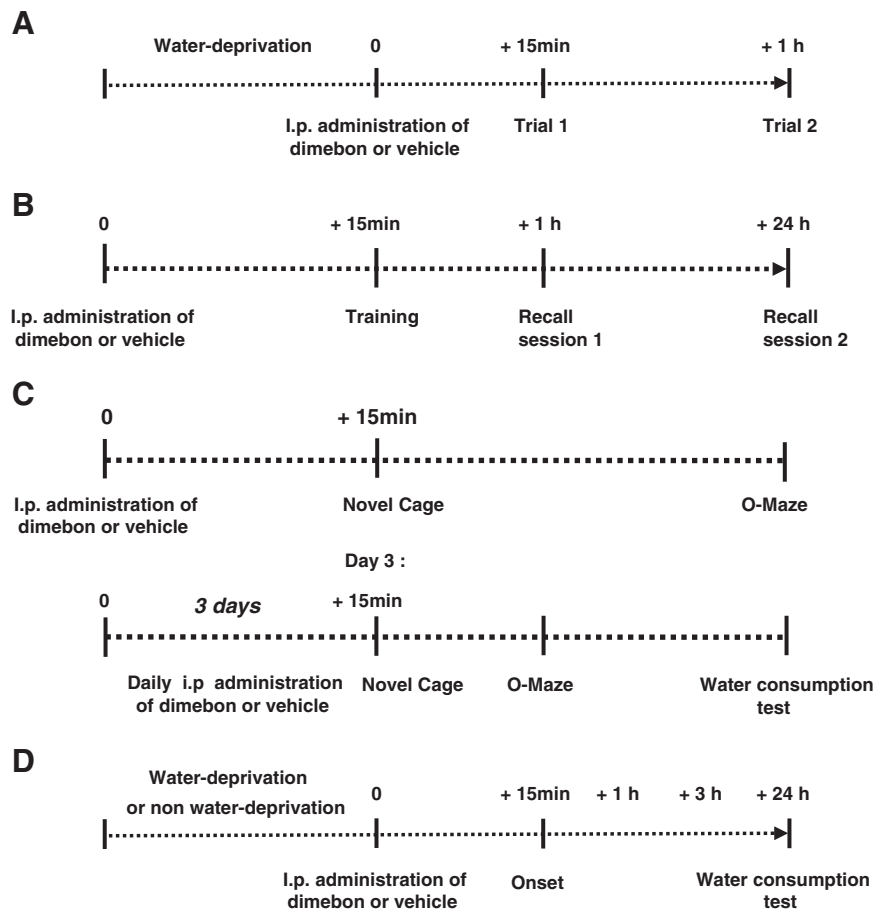 A
Water-deprivation 0 + 15min + 1 h
I.p. administration of Trial 1 Trial 2
dimebon or vehicle
B
0 + 15min + 1 h + 24 h
I.p. administration of Training Recall Recall
dimebon or vehicle session 1 session 2
C
0 + 15min
I.p. administration of Novel Cage O-Maze
dimebon or vehicle
Day 3 :
0 3 days + 15min
Daily i.p administration Novel Cage O-Maze Water consumption
of dimebon or vehicle test
D
Water-deprivation
or non water-deprivation 0 + 15min + 1 h + 3 h + 24 h
I.p. administration of Onset Water consumption
dimebon or vehicle test